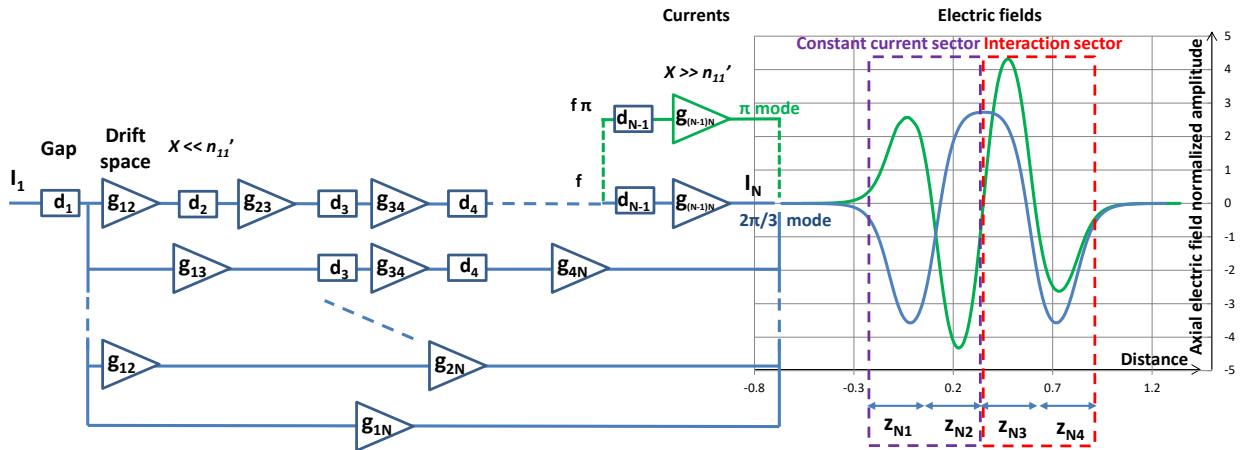 Currents
Electric fields
Constant current sector
Interaction sector
X >> n11'
f π
dN-1
g(N-1)N
π mode
Gap
Drift space
X << n11'
I1
d1
g12
d2
g23
d3
g34
d4
f
dN-1
g(N-1)N
IN
2π/3 mode
g13
d3
g34
d4
g4N
g12
g2N
g1N
5
4
3
2
1
0
-1
-2
-3
-4
-5
Axial electric field normalized amplitude
Distance
-0.8
-0.3
0.2
0.7
1.2
zN1
zN2
zN3
zN4